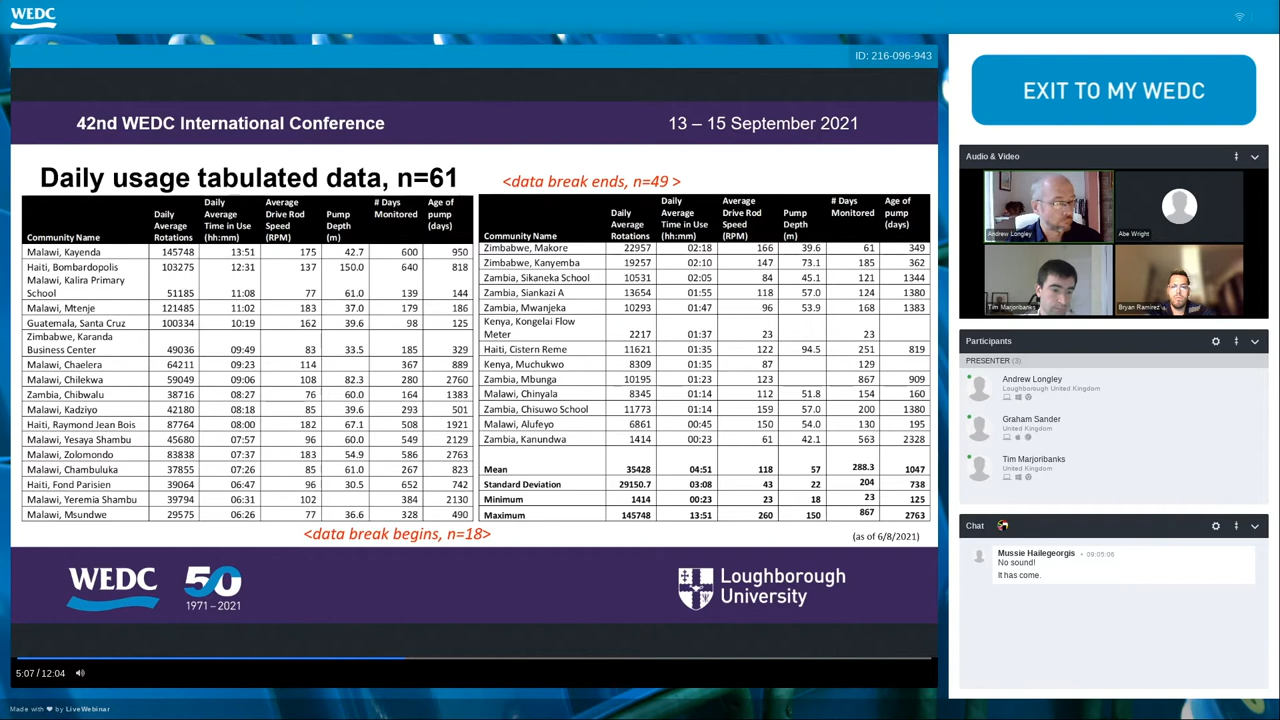 WEDC
ID: 216-096-943
42nd WEDC International Conference
13 – 15 September 2021
Daily usage tabulated data, n=61
<data break ends, n=49 >
Community Name Daily Average Rotations Daily Average Time in Use (hh:mm) Average Drive Rod Speed (RPM) Pump Depth (m) # Days Monitored Age of pump (days)
Malawi, Kayenda 145748 13:51 175 42.7 600 950
Haiti, Bombardopolis 103275 12:31 137 150.0 640 818
Malawi, Kalira Primary School 51185 11:08 77 61.0 139 144
Malawi, Mtenje 121485 11:02 183 37.0 179 186
Guatemala, Santa Cruz 100334 10:19 162 39.6 98 125
Zimbabwe, Karanda Business Center 49036 09:49 83 33.5 185 329
Malawi, Chaelera 64211 09:23 114 367 889
Malawi, Chilekwa 59049 09:06 108 82.3 280 2760
Zambia, Chibwalu 38716 08:27 76 60.0 164 1383
Malawi, Kadziyo 42180 08:18 85 39.6 293 501
Haiti, Raymond Jean Bois 87764 08:00 182 67.1 508 1921
Malawi, Yesaya Shambu 45680 07:57 96 60.0 549 2129
Malawi, Zolomondo 83838 07:37 183 54.9 586 2763
Malawi, Chambuluka 37855 07:26 85 61.0 267 823
Haiti, Fond Parisien 39064 06:47 96 30.5 652 742
Malawi, Yeremia Shambu 39794 06:31 102 384 2130
Malawi, Msundwe 29575 06:26 77 36.6 328 490
<data break begins, n=18>
Community Name Daily Average Rotations Daily Average Time in Use (hh:mm) Average Drive Rod Speed (RPM) Pump Depth (m) # Days Monitored Age of pump (days)
Zimbabwe, Makore 22957 02:18 166 39.6 61 349
Zimbabwe, Kanyemba 19257 02:10 147 73.1 185 362
Zambia, Sikaneka School 10531 02:05 84 45.1 121 1344
Zambia, Siankazi A 13654 01:55 118 57.0 124 1380
Zambia, Mwanjeka 10293 01:47 96 53.9 168 1383
Kenya, Kongelai Flow Meter 2217 01:37 23 23
Haiti, Cistern Reme 11621 01:35 122 94.5 251 819
Kenya, Muchukwo 8309 01:35 87 129
Zambia, Mbunga 10195 01:23 123 867 909
Malawi, Chinyala 8345 01:14 112 51.8 154 160
Zambia, Chisuwo School 11773 01:14 159 57.0 200 1380
Malawi, Alufeyo 6861 00:45 150 54.0 130 195
Zambia, Kanundwa 1414 00:23 61 42.1 563 2328
Mean 35428 04:51 118 57 288.3 1047
Standard Deviation 29150.7 03:08 43 22 204 738
Minimum 1414 00:23 23 18 23 125
Maximum 145748 13:51 260 150 867 2763
(as of 6/8/2021)
WEDC 50
1971 – 2021
Loughborough
University
5:07 / 12:04
Made with ❤ by LiveWebinar
EXIT TO MY WEDC
Audio & Video
Andrew Longley
Abe Wright
Tim Marjoribanks
Bryan Ramirez
Participants
PRESENTER (3)
Andrew Longley
Loughborough United Kingdom
Graham Sander
United Kingdom
Tim Marjoribanks
United Kingdom
Chat
Mussie Hailegeorgis • 09:05:06
No sound!
It has come.